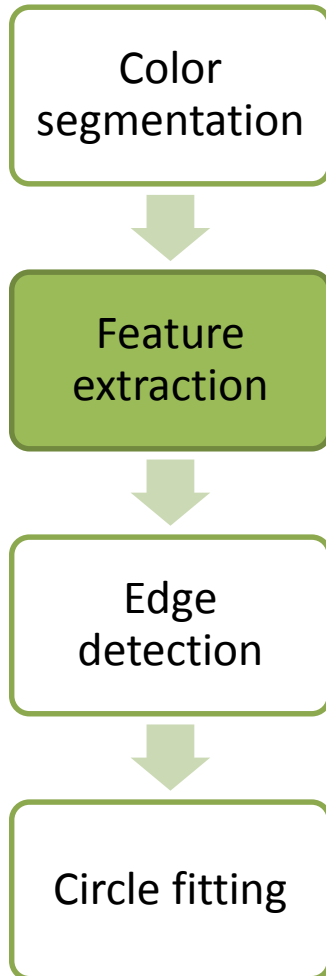 Color
segmentation
Feature
extraction
Edge
detection
Circle fitting